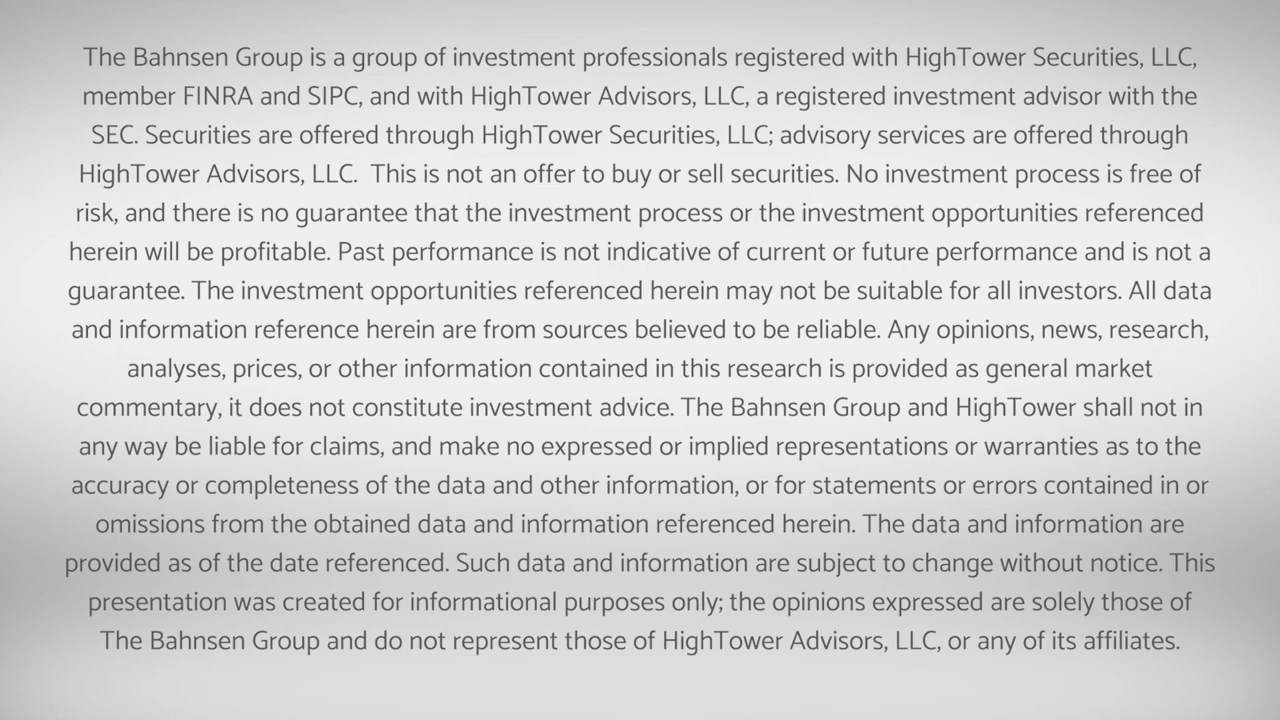 The Bahnsen Group is a group of investment professionals registered with HighTower Securities, LLC,
member FINRA and SIPC, and with HighTower Advisors, LLC, a registered investment advisor with the
SEC. Securities are offered through HighTower Securities, LLC; advisory services are offered through
HighTower Advisors, LLC.  This is not an offer to buy or sell securities. No investment process is free of
risk, and there is no guarantee that the investment process or the investment opportunities referenced
herein will be profitable. Past performance is not indicative of current or future performance and is not a
guarantee. The investment opportunities referenced herein may not be suitable for all investors. All data
and information reference herein are from sources believed to be reliable. Any opinions, news, research,
analyses, prices, or other information contained in this research is provided as general market
commentary, it does not constitute investment advice. The Bahnsen Group and HighTower shall not in
any way be liable for claims, and make no expressed or implied representations or warranties as to the
accuracy or completeness of the data and other information, or for statements or errors contained in or
omissions from the obtained data and information referenced herein. The data and information are
provided as of the date referenced. Such data and information are subject to change without notice. This
presentation was created for informational purposes only; the opinions expressed are solely those of
The Bahnsen Group and do not represent those of HighTower Advisors, LLC, or any of its affiliates.